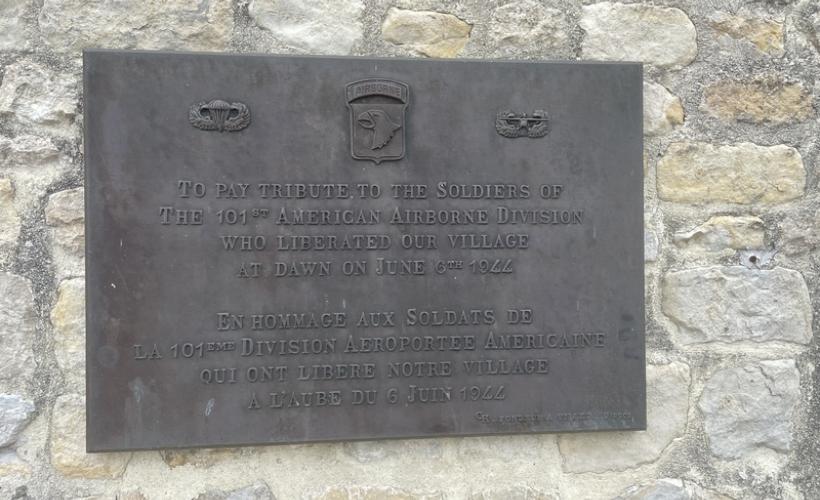 AIRBORNE
TO PAY TRIBUTE TO THE SOLDIERS OF
THE 101ST AMERICAN AIRBORNE DIVISION
WHO LIBERATED OUR VILLAGE
AT DAWN ON JUNE 6TH 1944
EN HOMMAGE AUX SOLDATS DE
LA 101EME DIVISION AEROPORTEE AMERICAINE
QUI ONT LIBERE NOTRE VILLAGE
A L'AUBE DU 6 JUIN 1944